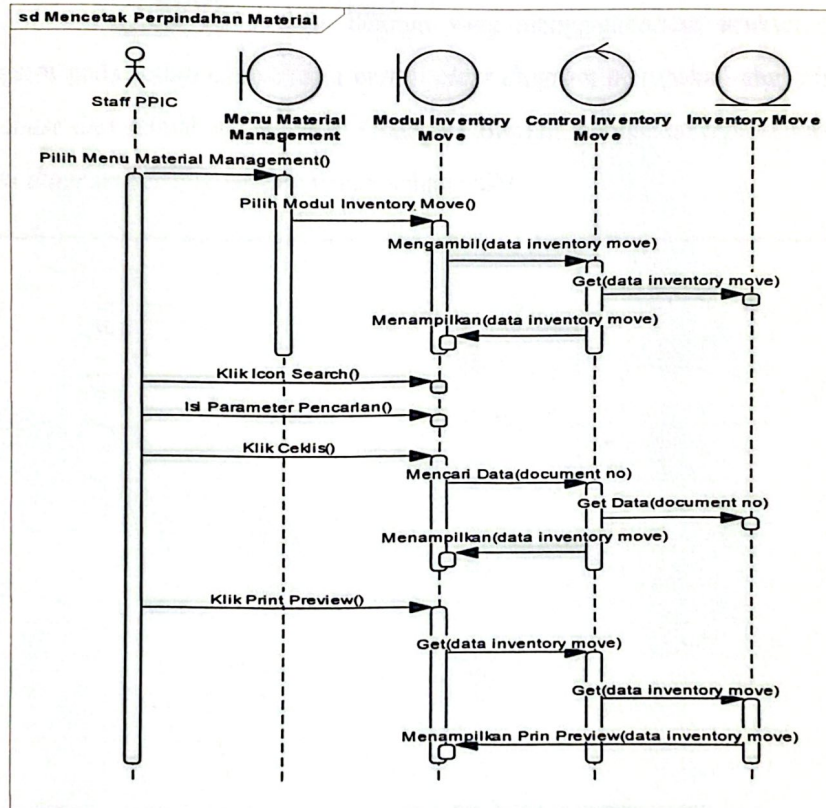 sd Mencetak Perpindahan Material
Staff PPIC
Menu Material
Management
Modul Inventory
Move
Control Inventory
Move
Inventory Move
Pilih Menu Material Management()
Pilih Modul Inventory Move()
Mengambil(data inventory move)
Get(data inventory move)
Menampilkan(data inventory move)
Klik Icon Search()
Isi Parameter Pencarian()
Klik Ceklis()
Mencari Data(document no)
Get Data(document no)
Menampilkan(data inventory move)
Klik Print Preview()
Get(data inventory move)
Get(data inventory move)
Menampilkan Prin Preview(data inventory move)